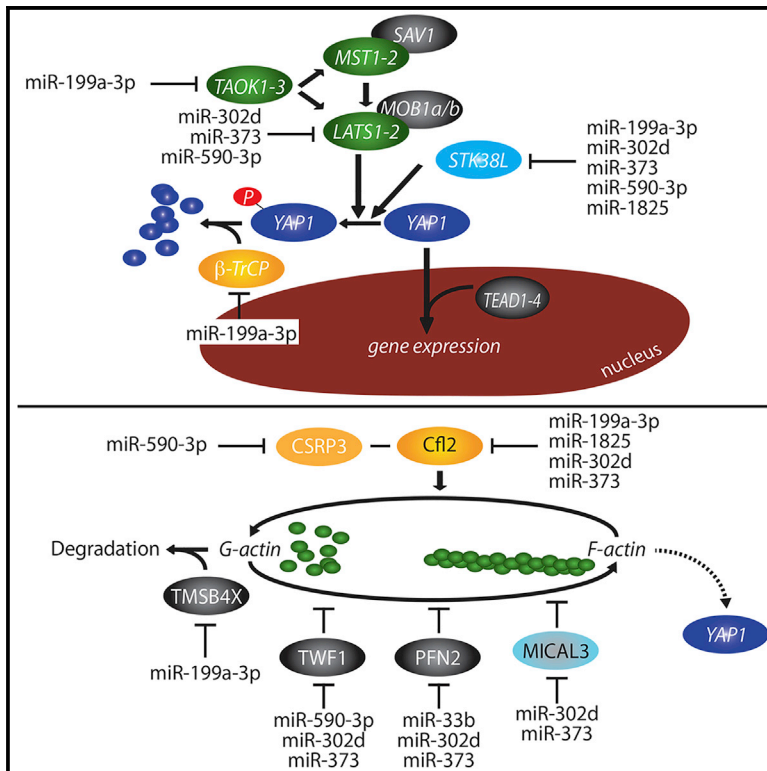 SAV1
MST1-2
miR-199a-3p
TAOK1-3
MOB1a/b
miR-302d
miR-373
miR-590-3p
LATS1-2
STK38L
miR-199a-3p
miR-302d
miR-373
miR-590-3p
miR-1825
P
YAP1
YAP1
β-TrCP
TEAD1-4
miR-199a-3p
gene expression
nucleus
miR-590-3p
CSRP3
Cfl2
miR-199a-3p
miR-1825
miR-302d
miR-373
Degradation
G-actin
F-actin
TMSB4X
YAP1
miR-199a-3p
TWF1
PFN2
MICAL3
miR-590-3p
miR-302d
miR-373
miR-33b
miR-302d
miR-373
miR-302d
miR-373